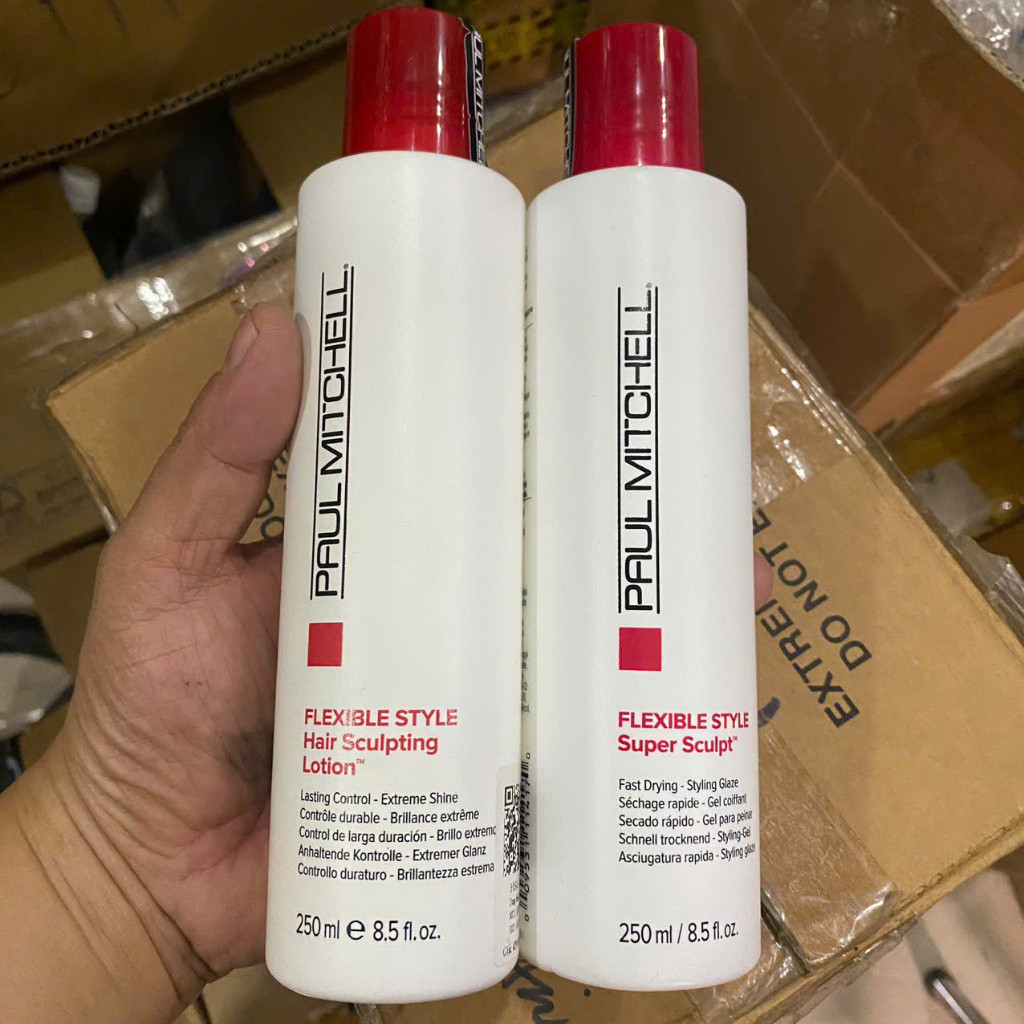 PAUL MITCHELL®
FLEXIBLE STYLE
Hair Sculpting
Lotion™
Lasting Control - Extreme Shine
Contrôle durable - Brillance extrême
Control de larga duración - Brillo extremo
Anhaltende Kontrolle - Extremer Glanz
Controllo duraturo - Brillantezza estrema
250 ml e 8.5 fl. oz.
PAUL MITCHELL®
FLEXIBLE STYLE
Super Sculpt™
Fast Drying - Styling Glaze
Séchage rapide - Gel coiffant
Secado rápido - Gel para peinar
Schnell trocknend - Styling-Gel
Asciugatura rapida - Styling glaze
250 ml / 8.5 fl. oz.
DO NOT